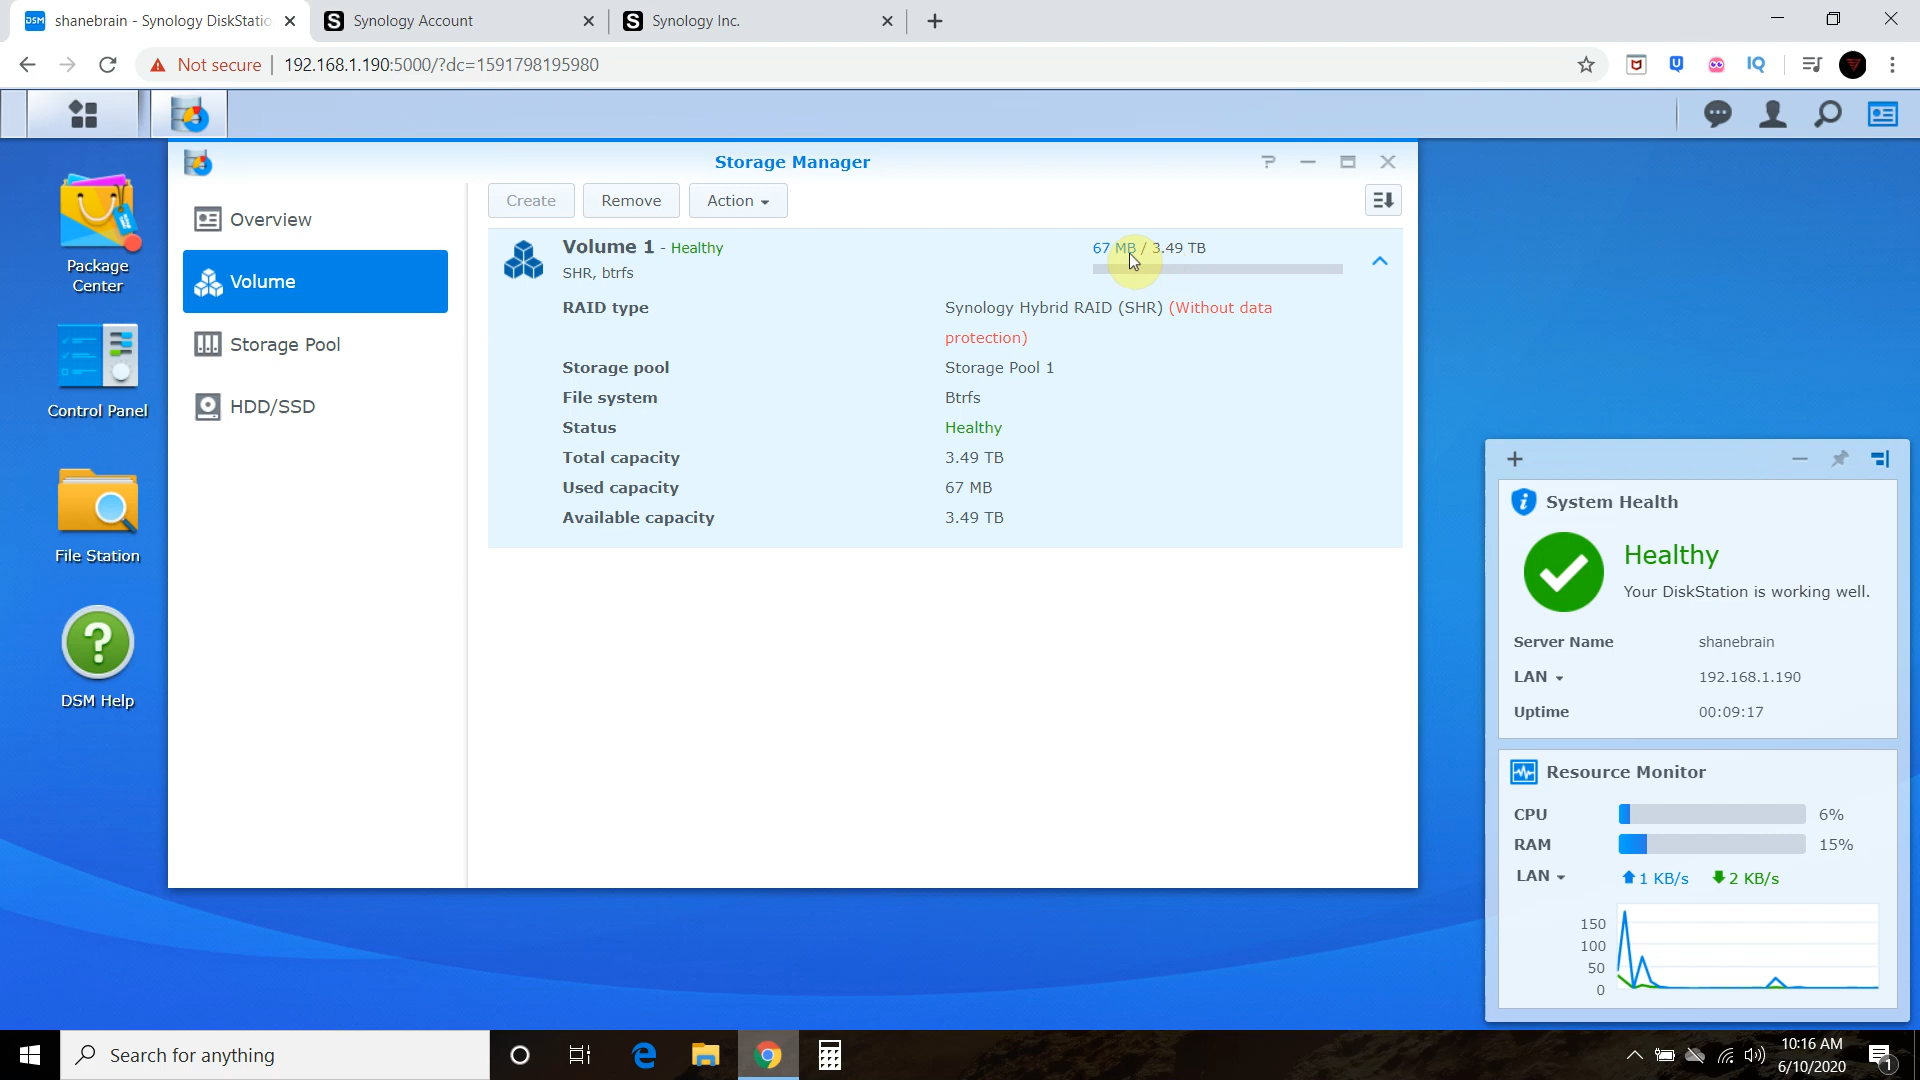 DSM shanebrain - Synology DiskStatio
S Synology Account
S Synology Inc.
Not secure 192.168.1.190:5000/?dc=1591798195980
IQ
Package
Center
Control Panel
File Station
DSM Help
Storage Manager
Overview
Volume
Storage Pool
HDD/SSD
Create Remove Action
Volume 1 - Healthy 67 MB / 3.49 TB
SHR, btrfs
RAID type Synology Hybrid RAID (SHR) (Without data
protection)
Storage pool Storage Pool 1
File system Btrfs
Status Healthy
Total capacity 3.49 TB
Used capacity 67 MB
Available capacity 3.49 TB
System Health
Healthy
Your DiskStation is working well.
Server Name shanebrain
LAN 192.168.1.190
Uptime 00:09:17
Resource Monitor
CPU 6%
RAM 15%
LAN 1 KB/s 2 KB/s
150
100
50
0
Search for anything
10:16 AM
6/10/2020
1